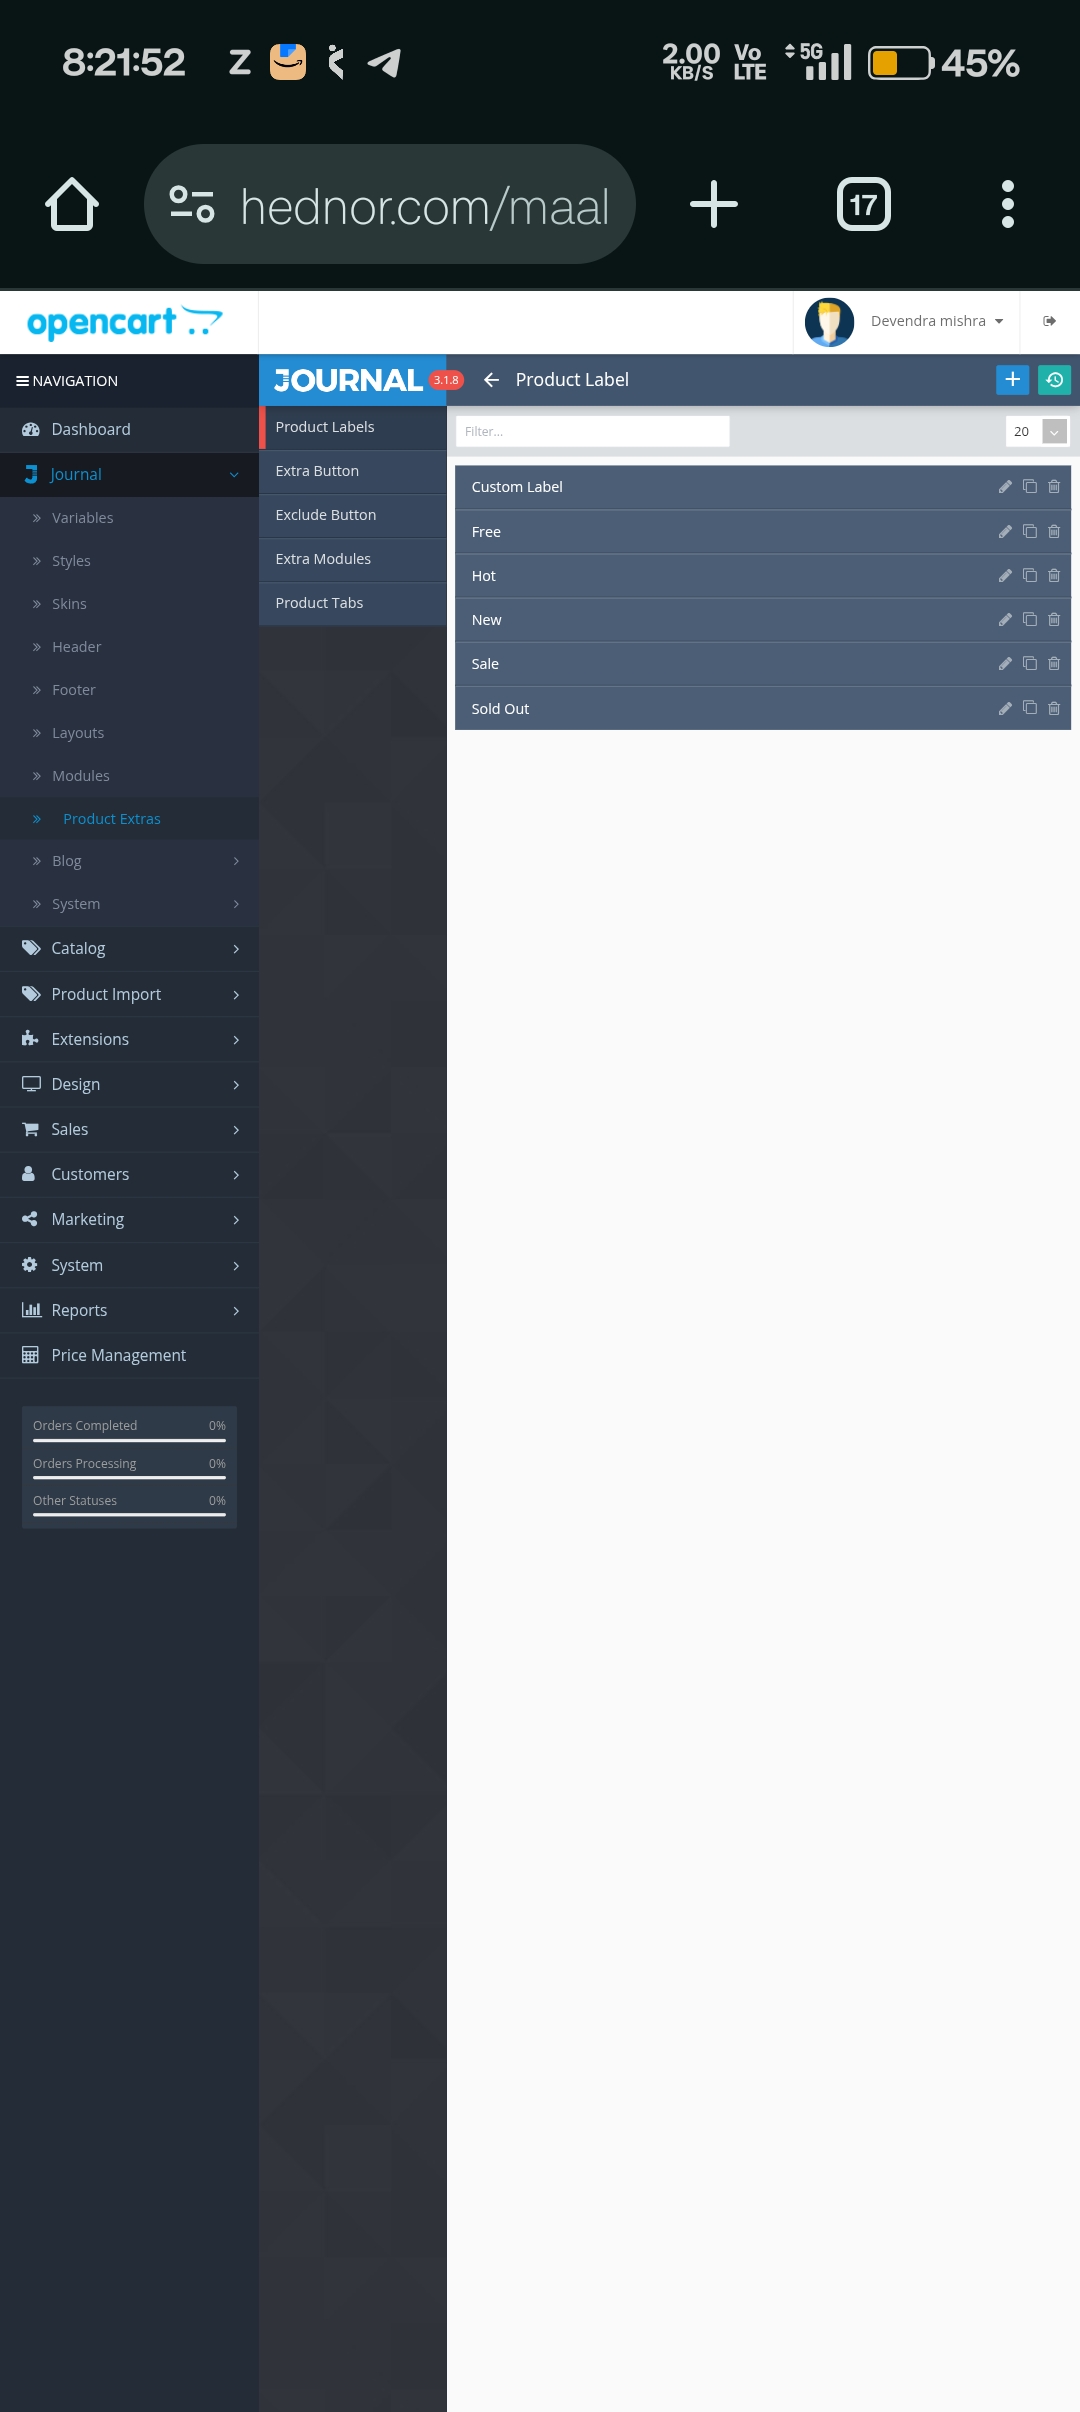 8:21:52
2.00 KB/S
Vo LTE
5G
45%
hednor.com/maal
17
opencart
Devendra mishra
NAVIGATION
Dashboard
Journal
Variables
Styles
Skins
Header
Footer
Layouts
Modules
Product Extras
Blog
System
Catalog
Product Import
Extensions
Design
Sales
Customers
Marketing
System
Reports
Price Management
Orders Completed 0%
Orders Processing 0%
Other Statuses 0%
JOURNAL 3.1.8
Product Labels
Extra Button
Exclude Button
Extra Modules
Product Tabs
Product Label
Filter...
20
Custom Label
Free
Hot
New
Sale
Sold Out